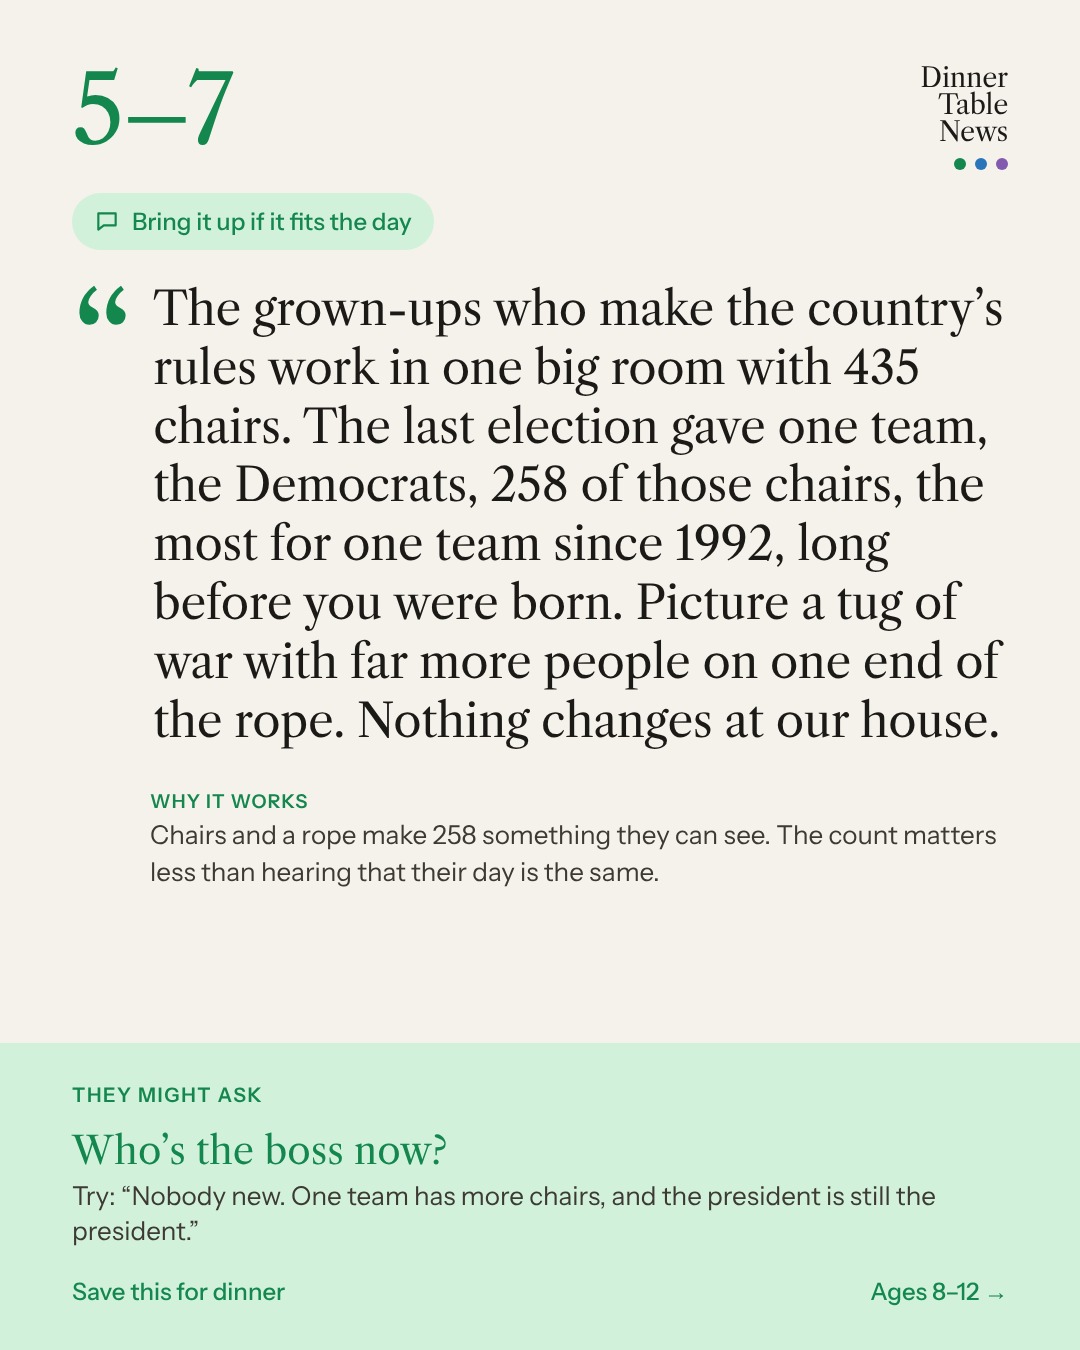 5–7
Dinner
Table
News
Bring it up if it fits the day
“ The grown-ups who make the country’s
rules work in one big room with 435
chairs. The last election gave one team,
the Democrats, 258 of those chairs, the
most for one team since 1992, long
before you were born. Picture a tug of
war with far more people on one end of
the rope. Nothing changes at our house.
WHY IT WORKS
Chairs and a rope make 258 something they can see. The count matters
less than hearing that their day is the same.
THEY MIGHT ASK
Who’s the boss now?
Try: “Nobody new. One team has more chairs, and the president is still the
president.”
Save this for dinner
Ages 8–12 →